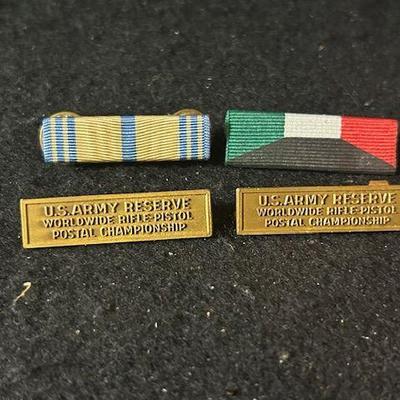 U.S. ARMY RESERVE
WORLDWIDE RIFLE-PISTOL
POSTAL CHAMPIONSHIP
U.S. ARMY RESERVE
WORLDWIDE RIFLE-PISTOL
POSTAL CHAMPIONSHIP